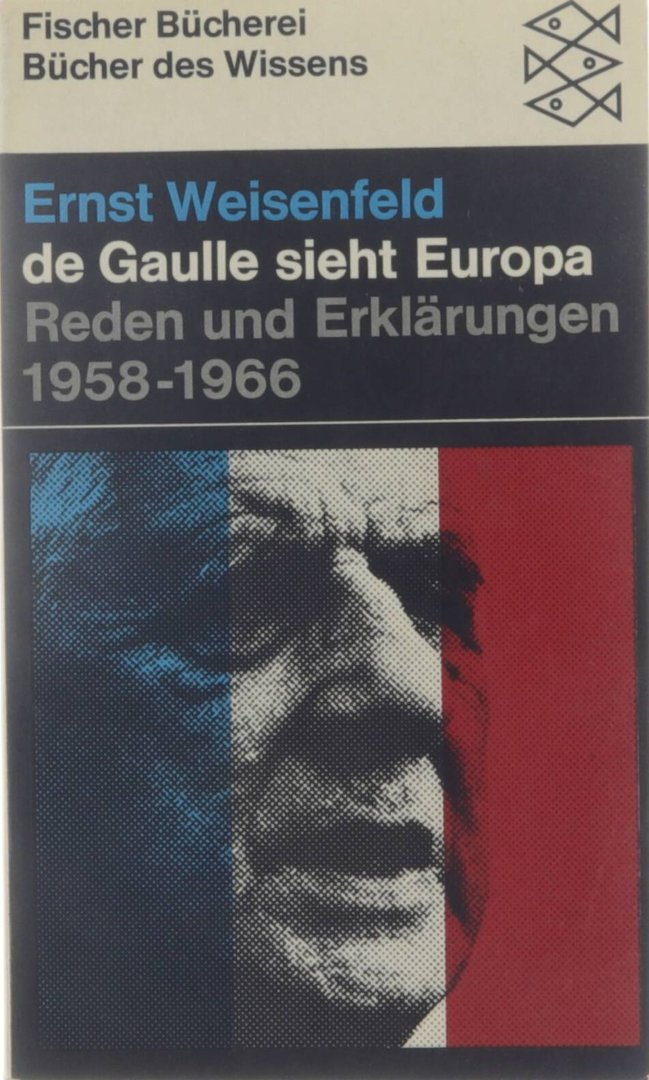 Fischer Bücherei
Bücher des Wissens
Ernst Weisenfeld
de Gaulle sieht Europa
Reden und Erklärungen
1958-1966